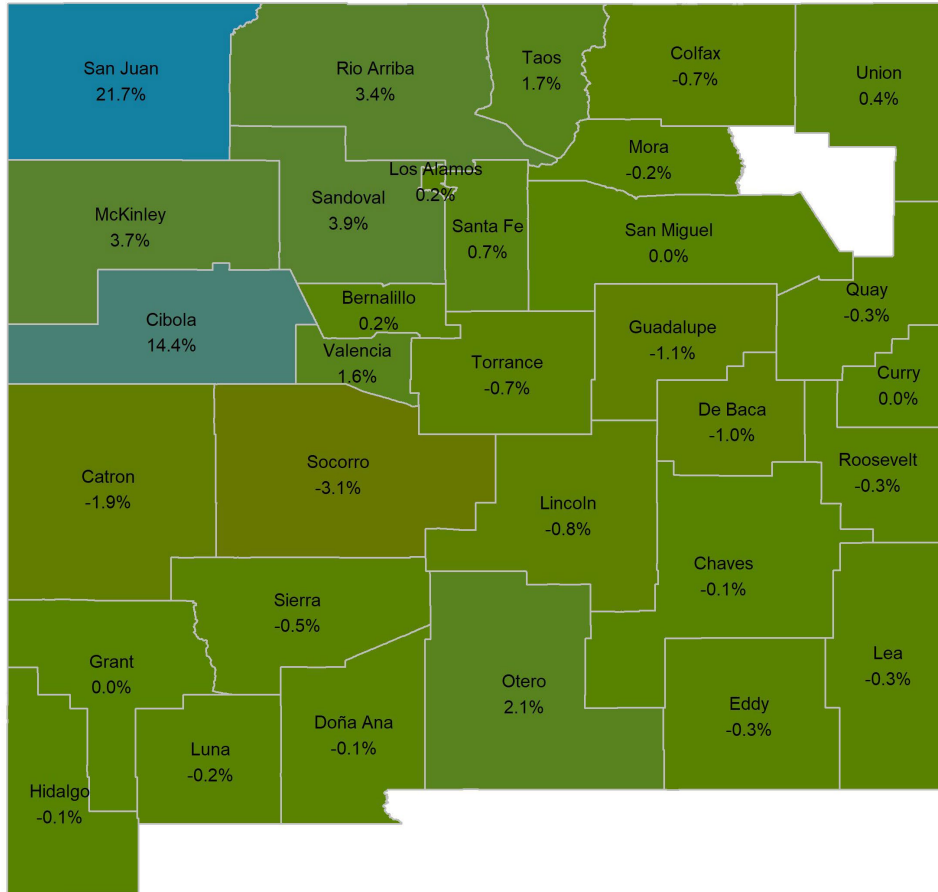 San Juan
21.7%
Rio Arriba
3.4%
Taos
1.7%
Colfax
-0.7%
Union
0.4%
Mora
-0.2%
Los Alamos
0.2%
McKinley
3.7%
Sandoval
3.9%
Santa Fe
0.7%
San Miguel
0.0%
Quay
-0.3%
Cibola
14.4%
Bernalillo
0.2%
Valencia
1.6%
Torrance
-0.7%
Guadalupe
-1.1%
Curry
0.0%
De Baca
-1.0%
Catron
-1.9%
Socorro
-3.1%
Lincoln
-0.8%
Roosevelt
-0.3%
Chaves
-0.1%
Sierra
-0.5%
Grant
0.0%
Otero
2.1%
Lea
-0.3%
Eddy
-0.3%
Doña Ana
-0.1%
Luna
-0.2%
Hidalgo
-0.1%